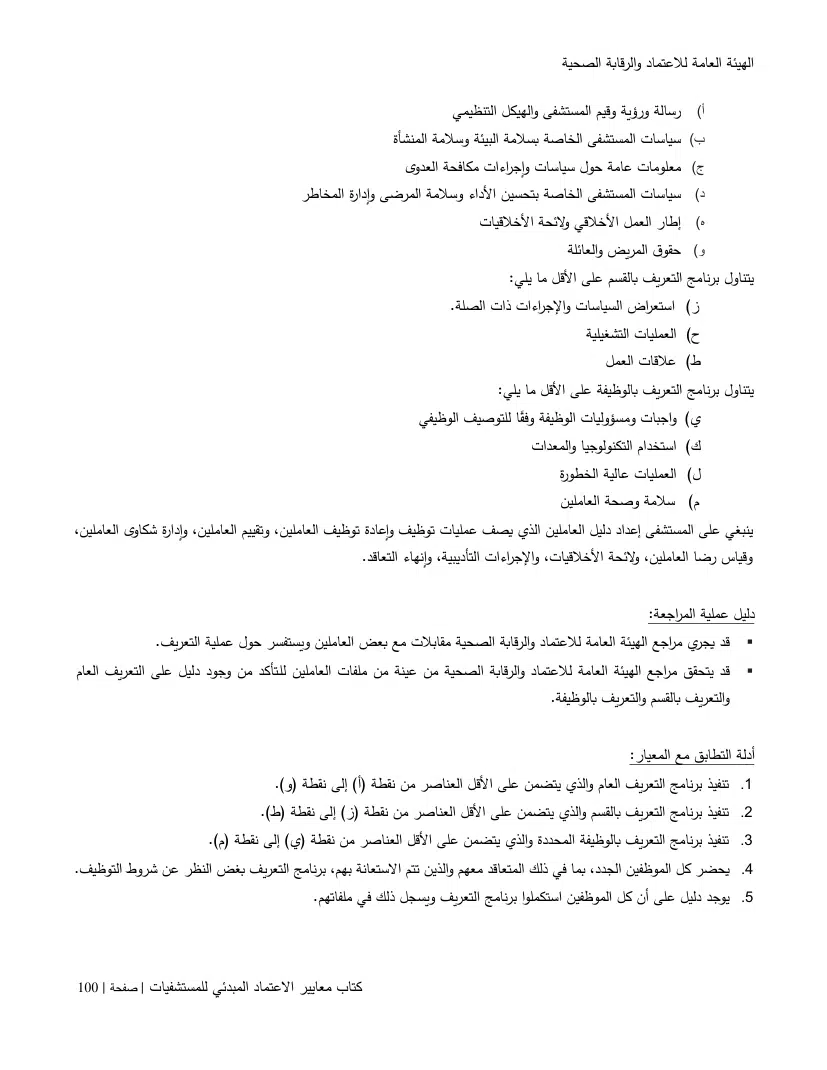 الهيئة العامة للاعتماد والرقابة الصحية
أ) رسالة ورؤية وقيم المستشفى والهيكل التنظيمي
ب) سياسات المستشفى الخاصة بسلامة البيئة وسلامة المنشأة
ج) معلومات عامة حول سياسات وإجراءات مكافحة العدوى
د) سياسات المستشفى الخاصة بتحسين الأداء وسلامة المرضى وإدارة المخاطر
ه) إطار العمل الأخلاقي ولائحة الأخلاقيات
و) حقوق المريض والعائلة
يتناول برنامج التعريف بالقسم على الأقل ما يلي:
ز) استعراض السياسات والإجراءات ذات الصلة.
ح) العمليات التشغيلية
ط) علاقات العمل
يتناول برنامج التعريف بالوظيفة على الأقل ما يلي:
ي) واجبات ومسؤوليات الوظيفة وفقًا للتوصيف الوظيفي
ك) استخدام التكنولوجيا والمعدات
ل) العمليات عالية الخطورة
م) سلامة وصحة العاملين
ينبغي على المستشفى إعداد دليل العاملين الذي يصف عمليات توظيف وإعادة توظيف العاملين، وتقييم العاملين، وإدارة شكاوى العاملين،
وقياس رضا العاملين، ولائحة الأخلاقيات، والإجراءات التأديبية، وإنهاء التعاقد.
دليل عملية المراجعة:
▪ قد يجري مراجع الهيئة العامة للاعتماد والرقابة الصحية مقابلات مع بعض العاملين ويستفسر حول عملية التعريف.
▪ قد يتحقق مراجع الهيئة العامة للاعتماد والرقابة الصحية من عينة من ملفات العاملين للتأكد من وجود دليل على التعريف العام
والتعريف بالقسم والتعريف بالوظيفة.
أدلة التطابق مع المعيار:
1. تنفيذ برنامج التعريف العام والذي يتضمن على الأقل العناصر من نقطة (أ) إلى نقطة (و).
2. تنفيذ برنامج التعريف بالقسم والذي يتضمن على الأقل العناصر من نقطة (ز) إلى نقطة (ط).
3. تنفيذ برنامج التعريف بالوظيفة المحددة والذي يتضمن على الأقل العناصر من نقطة (ي) إلى نقطة (م).
4. يحضر كل الموظفين الجدد، بما في ذلك المتعاقد معهم والذين تتم الاستعانة بهم، برنامج التعريف بغض النظر عن شروط التوظيف.
5. يوجد دليل على أن كل الموظفين استكملوا برنامج التعريف ويسجل ذلك في ملفاتهم.
كتاب معايير الاعتماد المبدئي للمستشفيات | صفحة | 100